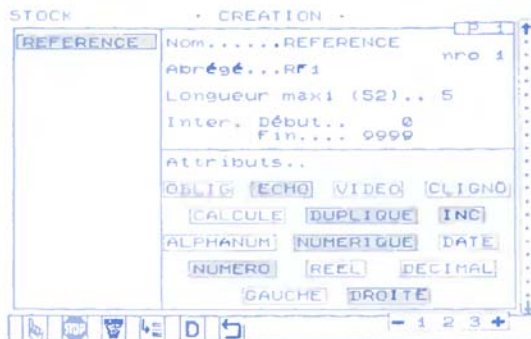 STOCK · CREATION ·
P 1
REFERENCE
Nom......REFERENCE
nro 1
Abrégé...RF1
Longueur maxi (52).. 5
Inter. Début.. 0
Fin.... 9999
Attributs..
OBLIG ECHO VIDEO CLIGNO
CALCULE DUPLIQUE INC
ALPHANUM NUMERIQUE DATE
NUMERO REEL DECIMAL
GAUCHE DROITE
STOP D - 1 2 3 +